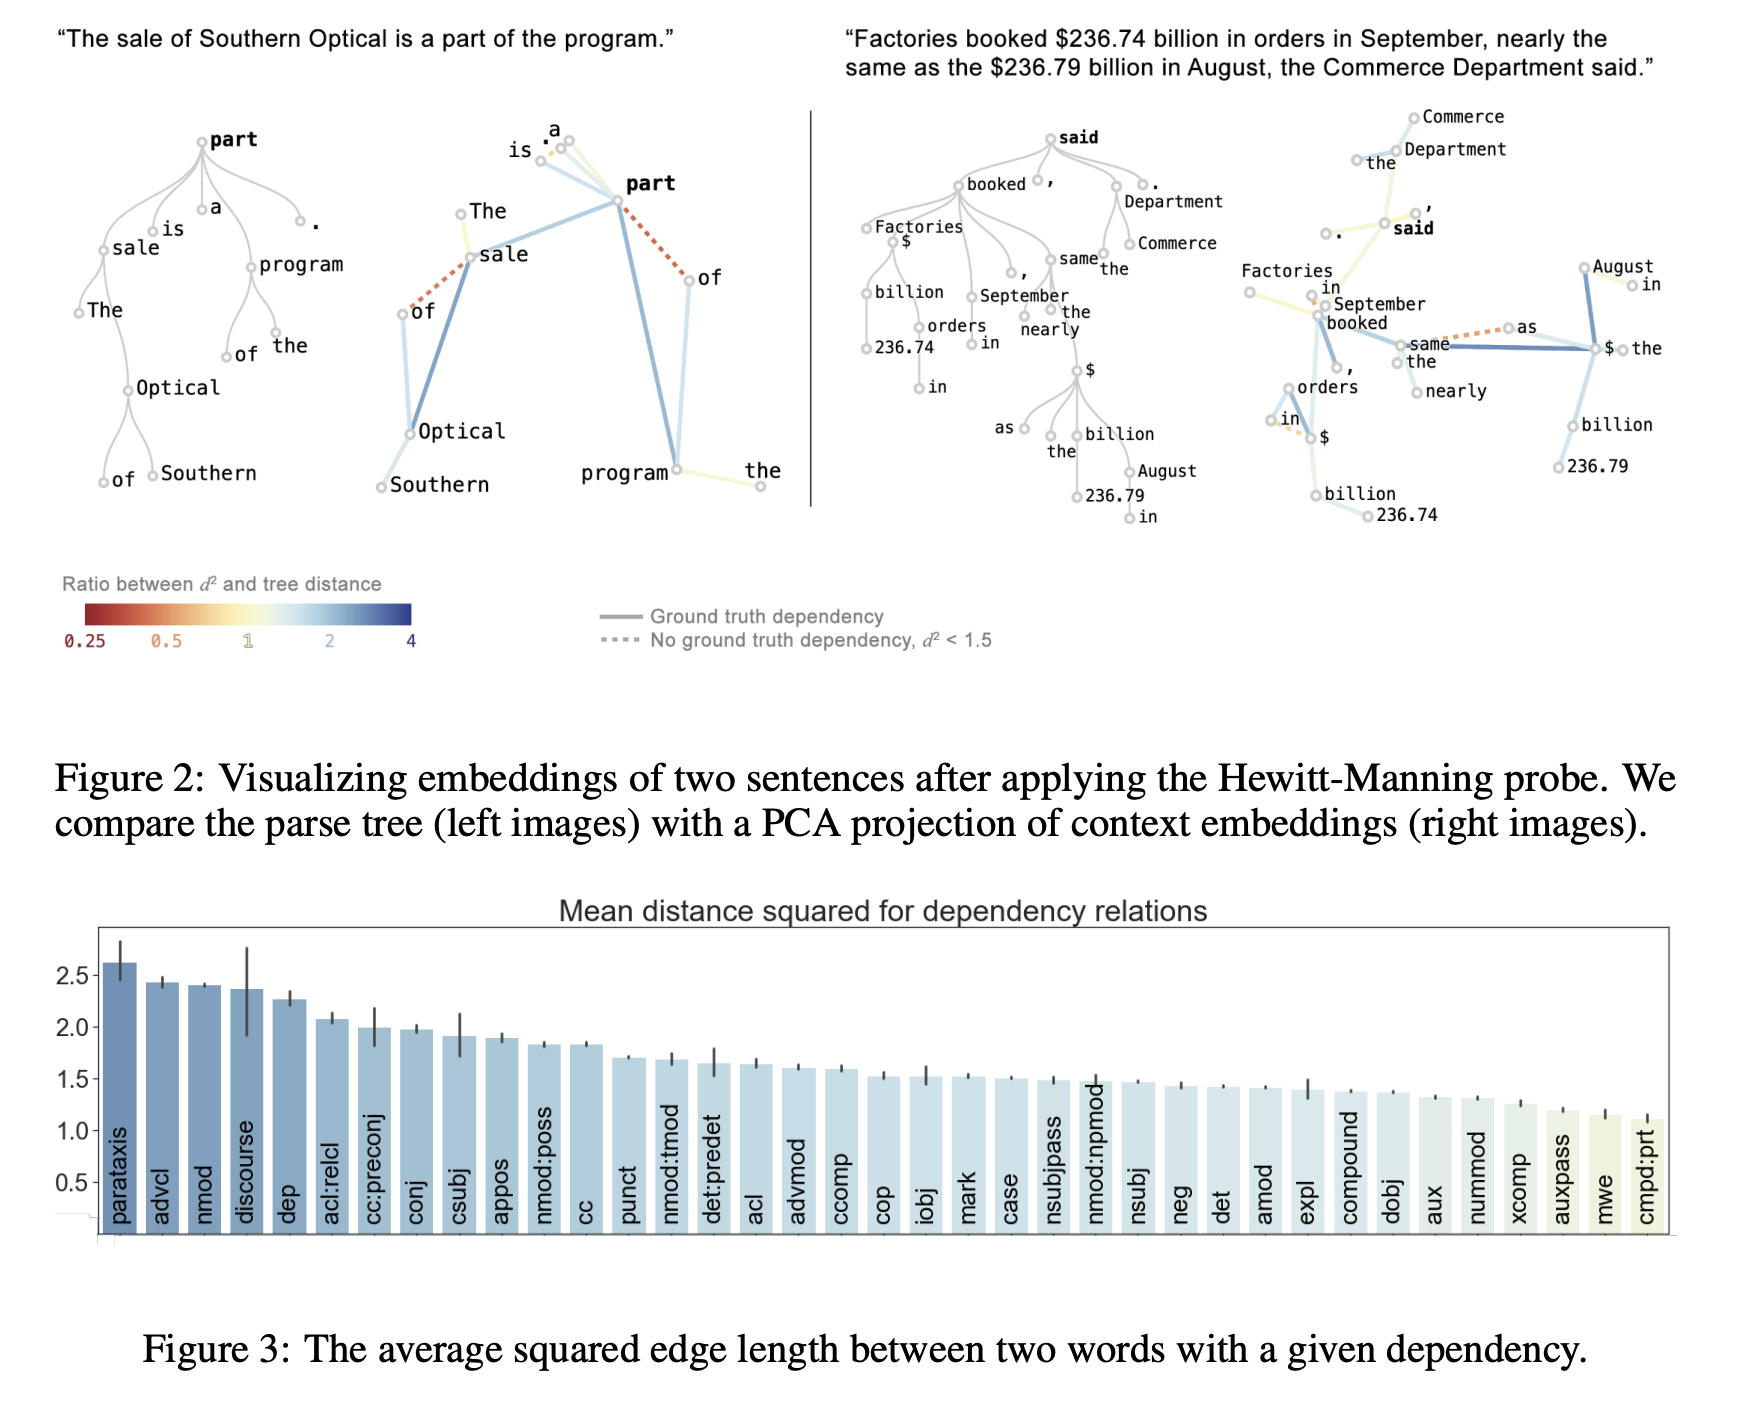 “The sale of Southern Optical is a part of the program.”
“Factories booked $236.74 billion in orders in September, nearly the
same as the $236.79 billion in August, the Commerce Department said.”
part
a
is
.
sale
program
The
the
of
Optical
of
Southern
a
.
is
part
The
sale
of
of
Optical
program
the
Southern
said
booked
,
.
Department
Factories
$
Commerce
same
the
,
billion
September
the
nearly
orders
236.74
in
in
$
as
billion
the
August
236.79
in
Commerce
Department
the
,
said
.
Factories
in
September
booked
August
in
as
same
the
$
the
,
nearly
orders
in
$
billion
236.79
billion
236.74
Ratio between d² and tree distance
0.25
0.5
1
2
4
Ground truth dependency
No ground truth dependency, d² < 1.5
Figure 2: Visualizing embeddings of two sentences after applying the Hewitt-Manning probe. We
compare the parse tree (left images) with a PCA projection of context embeddings (right images).
Mean distance squared for dependency relations
2.5
2.0
1.5
1.0
0.5
parataxis
advcl
nmod
discourse
dep
acl:relcl
cc:preconj
conj
csubj
appos
nmod:poss
cc
punct
nmod:tmod
det:predet
acl
advmod
ccomp
cop
iobj
mark
case
nsubjpass
nmod:npmod
nsubj
neg
det
amod
expl
compound
dobj
aux
nummod
xcomp
auxpass
mwe
cmpd:prt
Figure 3: The average squared edge length between two words with a given dependency.